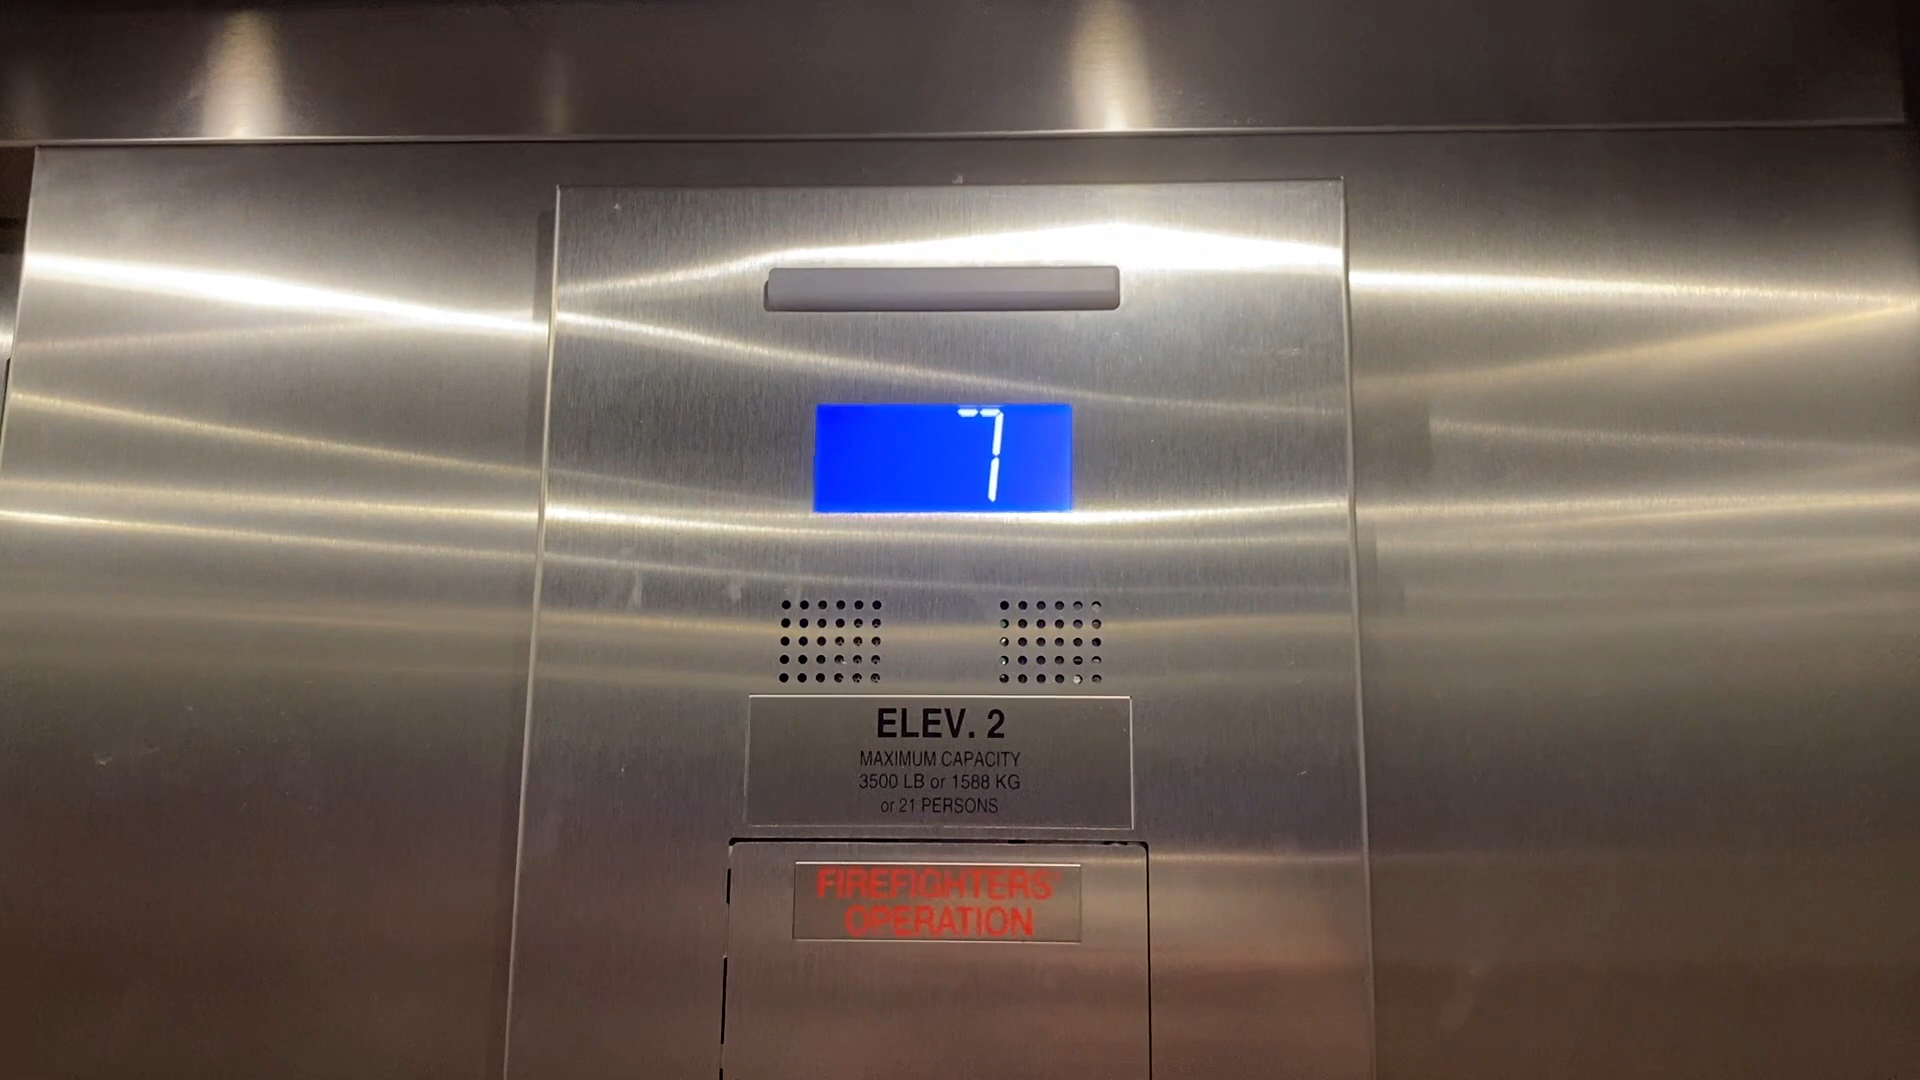 7
ELEV. 2
MAXIMUM CAPACITY
3500 LB or 1588 KG
or 21 PERSONS
FIREFIGHTERS'
OPERATION